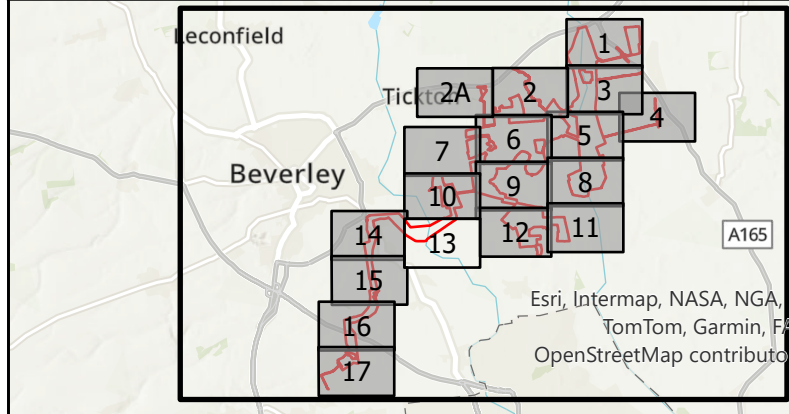 Leconfield
1
Tickton
2A
2
3
4
5
6
7
Beverley
8
9
10
11
12
13
14
A165
15
Esri, Intermap, NASA, NGA,
16
TomTom, Garmin, FA
OpenStreetMap contributo
17